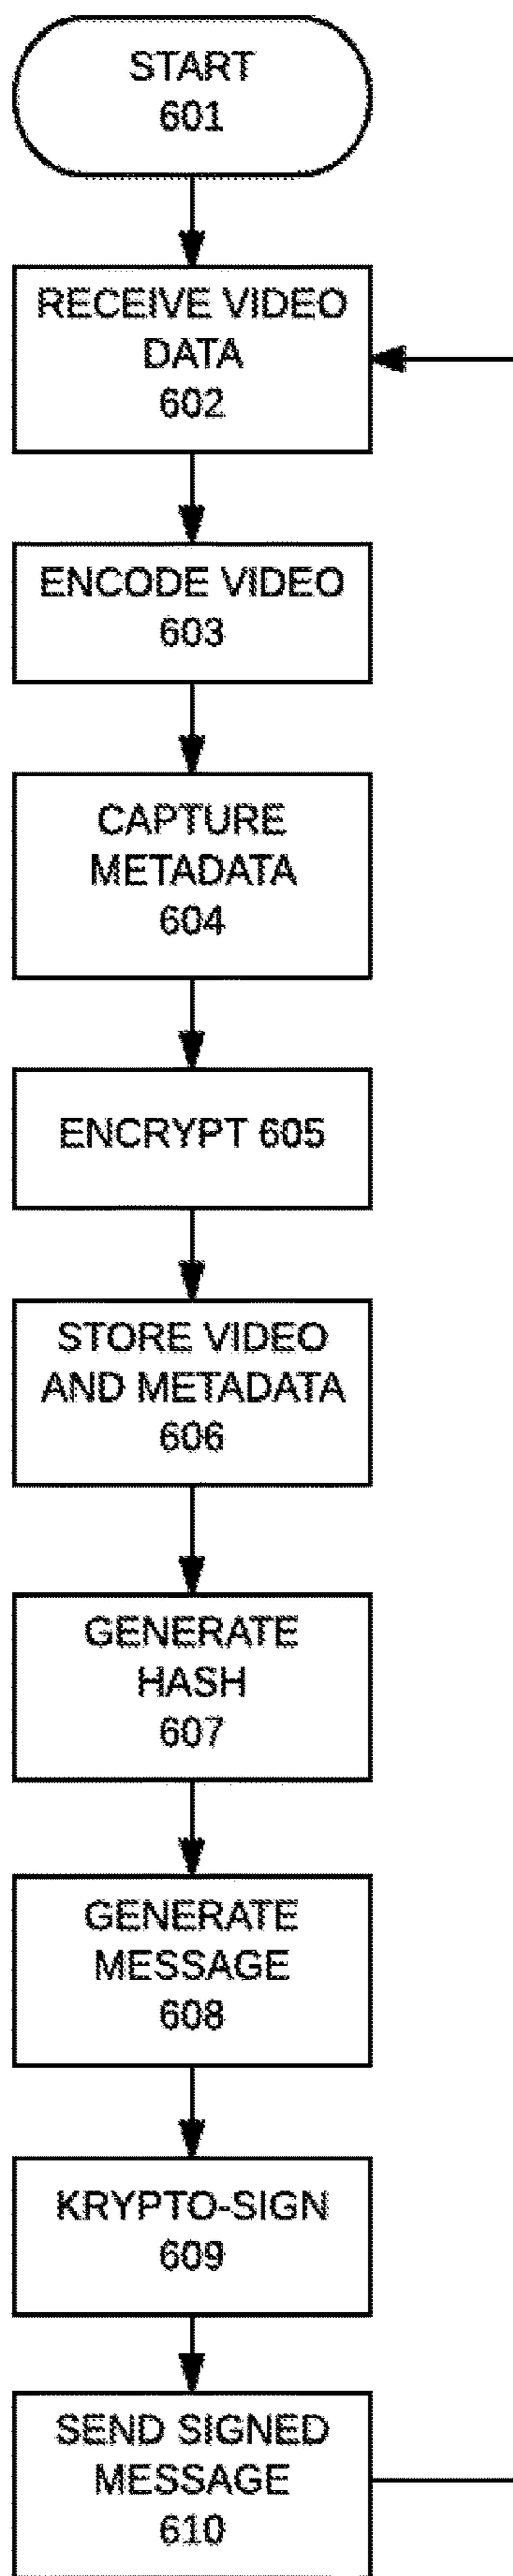 START
601
RECEIVE VIDEO
DATA
602
ENCODE VIDEO
603
CAPTURE
METADATA
604
ENCRYPT 605
STORE VIDEO
AND METADATA
606
GENERATE
HASH
607
GENERATE
MESSAGE
608
KRYPTO-SIGN
609
SEND SIGNED
MESSAGE
610